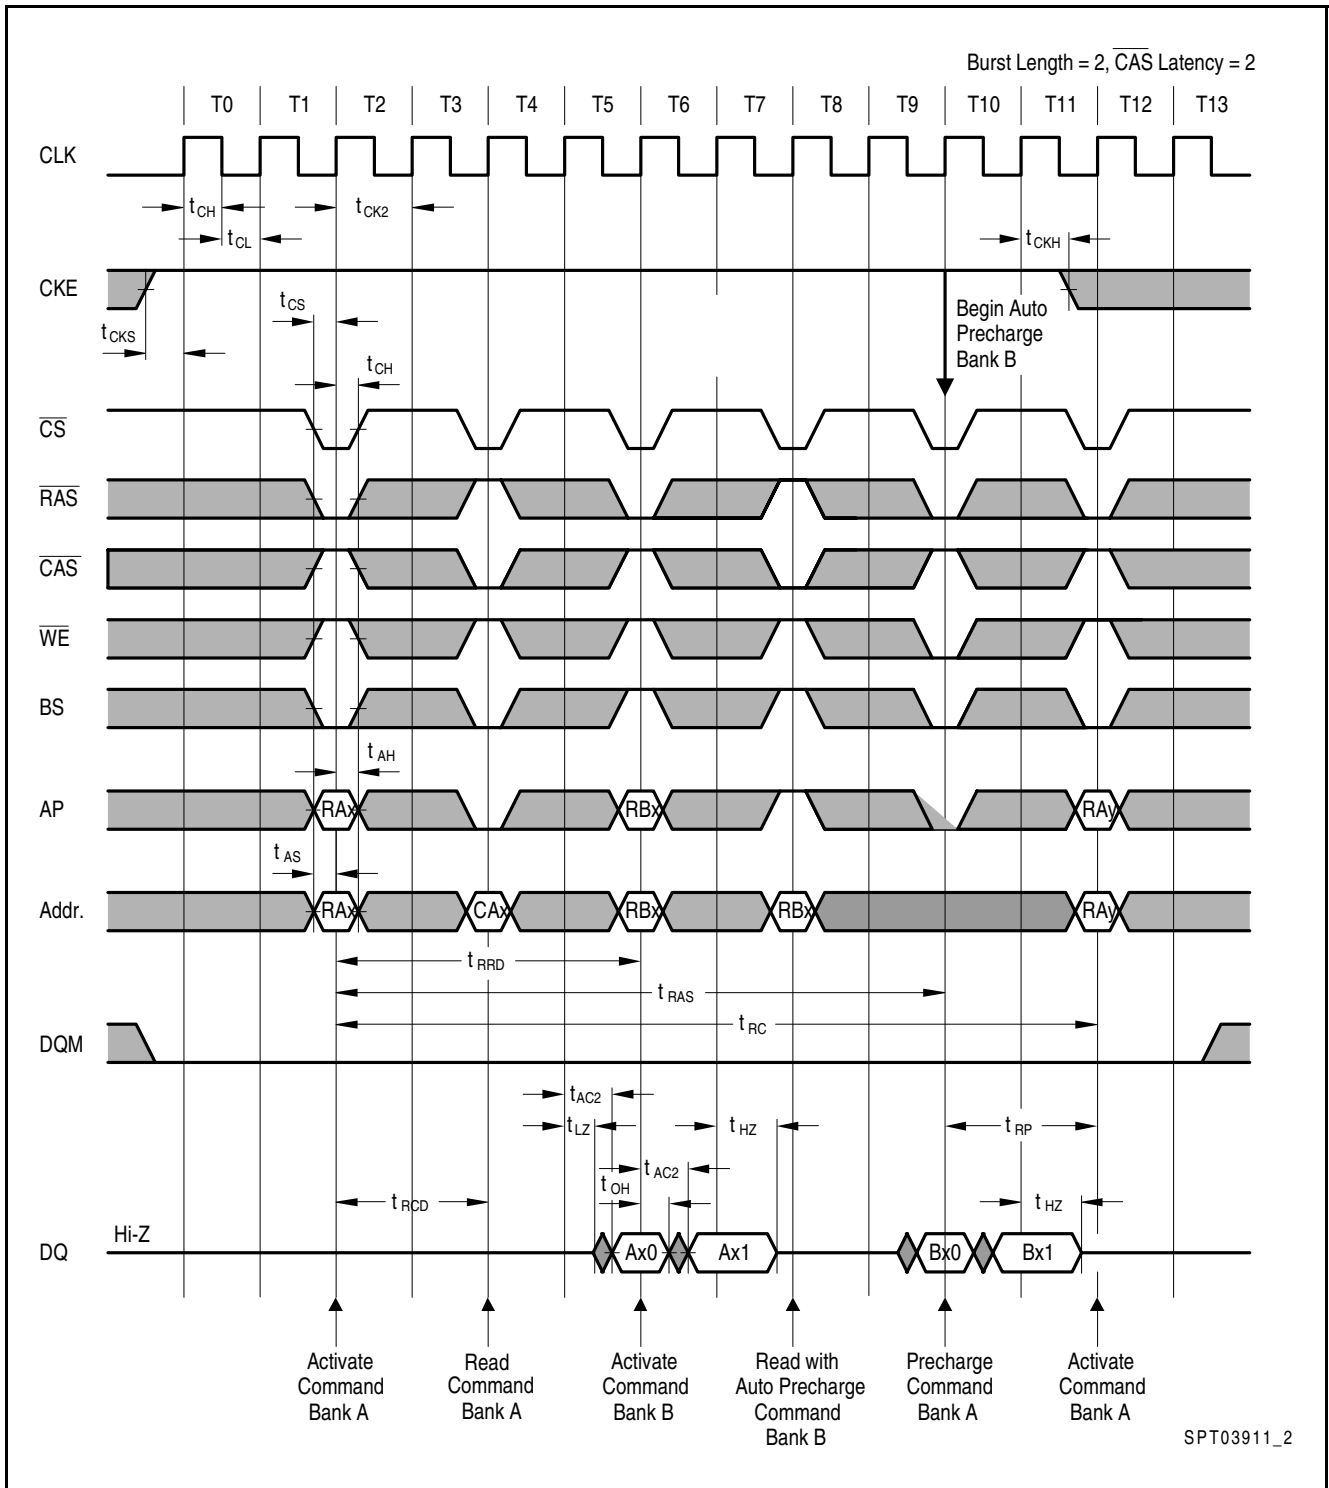 Burst Length = 2, CAS Latency = 2
T0 T1 T2 T3 T4 T5 T6 T7 T8 T9 T10 T11 T12 T13
CLK
tCH tCK2
tCL tCKH
CKE
tCS
Begin Auto
Precharge
Bank B
tCKS
tCH
CS
RAS
CAS
WE
BS
tAH
AP RAx RBx RAy
tAS
Addr. RAx CAx RBx RBx RAy
tRRD
tRAS
tRC
DQM
tAC2
tLZ tHZ tRP
tAC2
tOH
tRCD tHZ
Hi-Z
DQ Ax0 Ax1 Bx0 Bx1
Activate
Command
Bank A
Read
Command
Bank A
Activate
Command
Bank B
Read with
Auto Precharge
Command
Bank B
Precharge
Command
Bank A
Activate
Command
Bank A
SPT03911_2